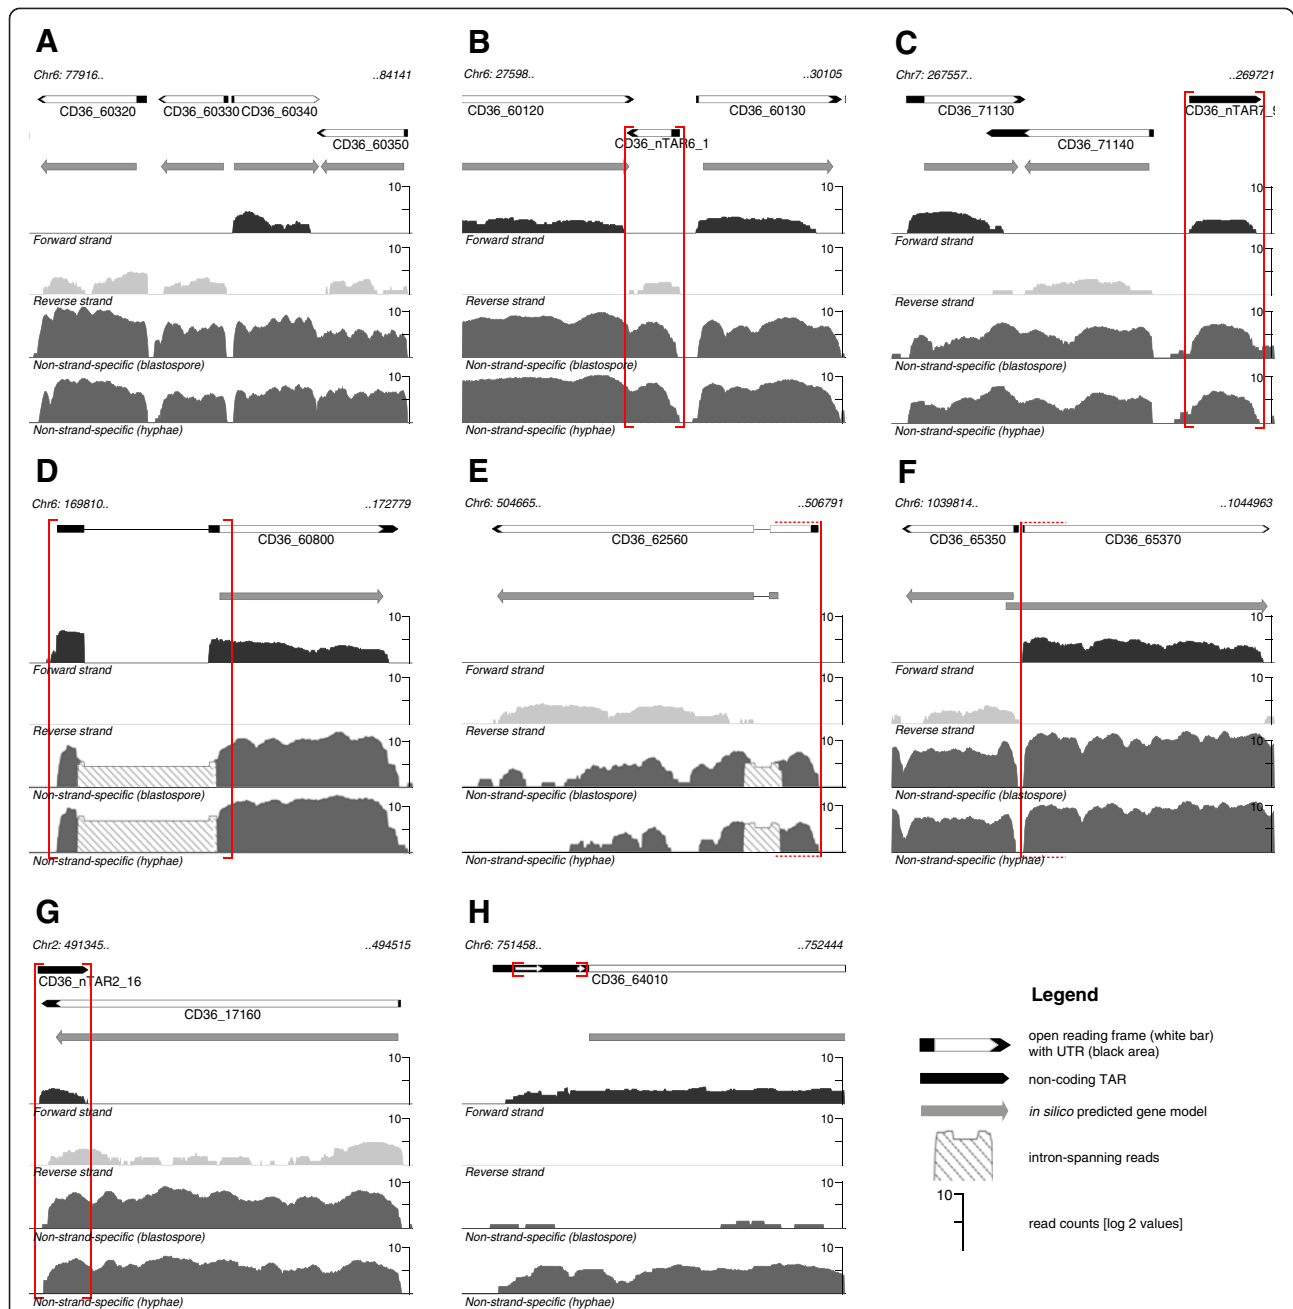 A
Chr6: 77916..
..84141
CD36_60320
CD36_60330
CD36_60340
CD36_60350
10
Forward strand
10
Reverse strand
10
Non-strand-specific (blastospore)
10
Non-strand-specific (hyphae)
B
Chr6: 27598..
..30105
CD36_60120
CD36_60130
CD36_nTAR6_1
10
Forward strand
10
Reverse strand
10
Non-strand-specific (blastospore)
10
Non-strand-specific (hyphae)
C
Chr7: 267557..
..269721
CD36_71130
CD36_nTAR7_9
CD36_71140
10
Forward strand
10
Reverse strand
10
Non-strand-specific (blastospore)
10
Non-strand-specific (hyphae)
D
Chr6: 169810..
..172779
CD36_60800
10
Forward strand
10
Reverse strand
10
Non-strand-specific (blastospore)
10
Non-strand-specific (hyphae)
E
Chr6: 504665..
..506791
CD36_62560
10
Forward strand
10
Reverse strand
10
Non-strand-specific (blastospore)
10
Non-strand-specific (hyphae)
F
Chr6: 1039814..
..1044963
CD36_65350
CD36_65370
10
Forward strand
10
Reverse strand
10
Non-strand-specific (blastospore)
10
Non-strand-specific (hyphae)
G
Chr2: 491345..
..494515
CD36_nTAR2_16
CD36_17160
10
Forward strand
10
Reverse strand
10
Non-strand-specific (blastospore)
10
Non-strand-specific (hyphae)
H
Chr6: 751458..
..752444
CD36_64010
10
Forward strand
10
Reverse strand
10
Non-strand-specific (blastospore)
10
Non-strand-specific (hyphae)
Legend
open reading frame (white bar)
with UTR (black area)
non-coding TAR
in silico predicted gene model
intron-spanning reads
10
read counts [log 2 values]